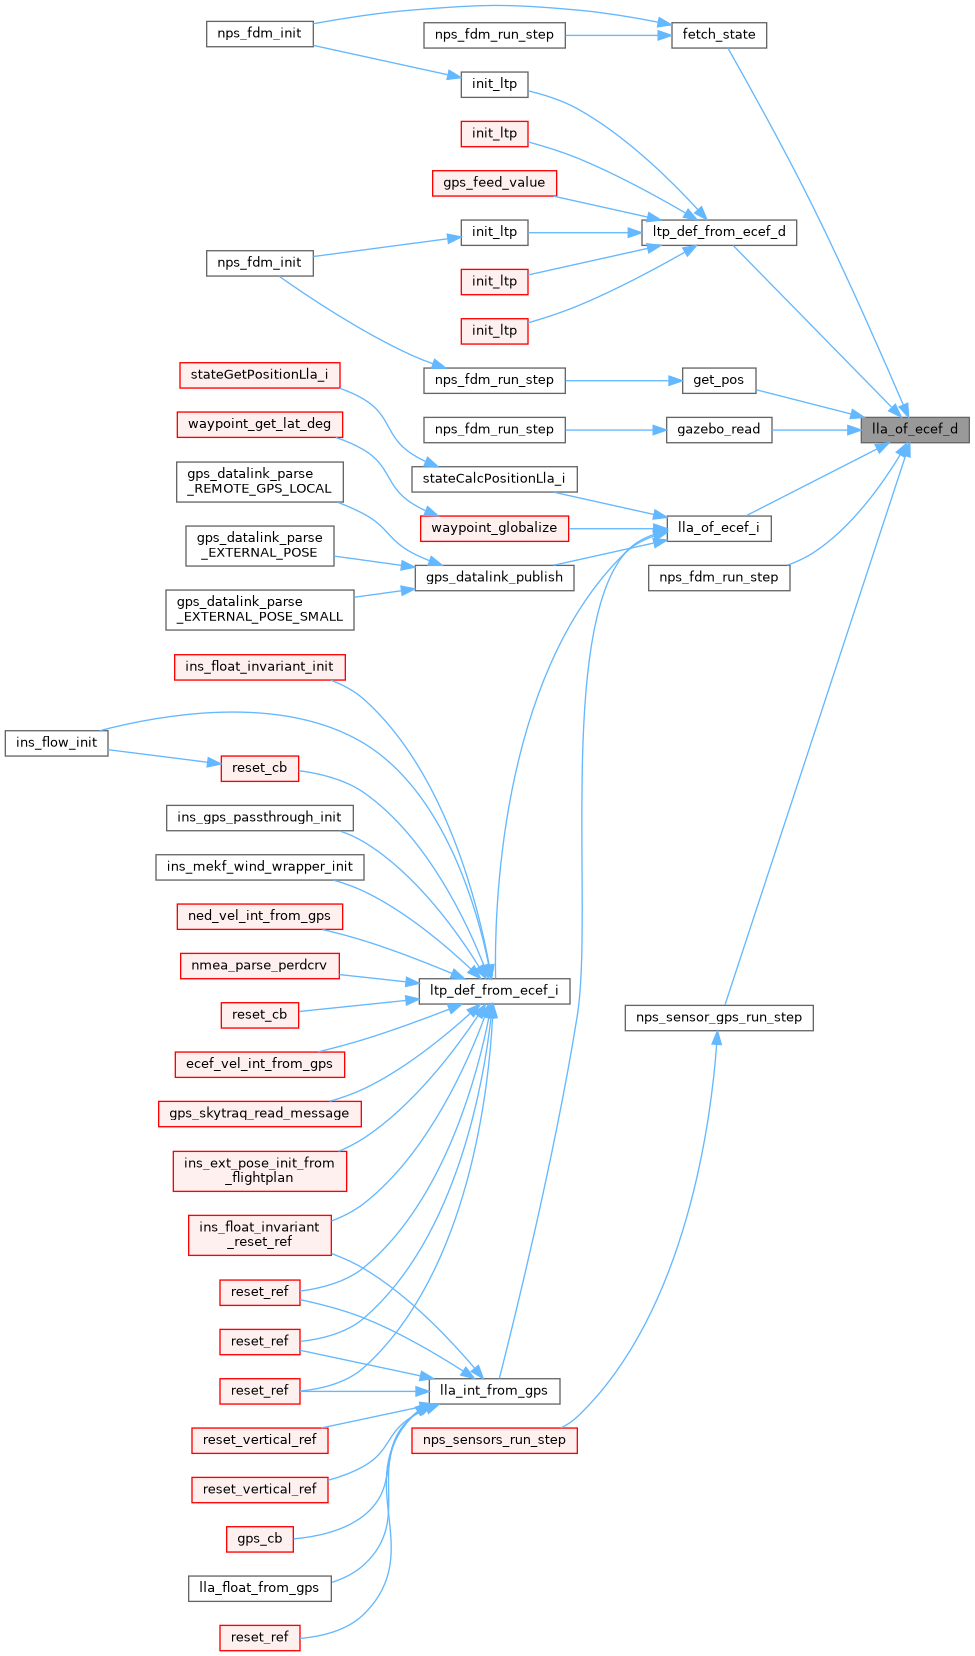 nps_fdm_init
nps_fdm_run_step
fetch_state
init_ltp
init_ltp
gps_feed_value
init_ltp
ltp_def_from_ecef_d
nps_fdm_init
init_ltp
init_ltp
stateGetPositionLla_i
nps_fdm_run_step
get_pos
waypoint_get_lat_deg
nps_fdm_run_step
gazebo_read
lla_of_ecef_d
gps_datalink_parse
_REMOTE_GPS_LOCAL
stateCalcPositionLla_i
waypoint_globalize
lla_of_ecef_i
gps_datalink_parse
_EXTERNAL_POSE
gps_datalink_publish
nps_fdm_run_step
gps_datalink_parse
_EXTERNAL_POSE_SMALL
ins_float_invariant_init
ins_flow_init
reset_cb
ins_gps_passthrough_init
ins_mekf_wind_wrapper_init
ned_vel_int_from_gps
nmea_parse_perdcrv
ltp_def_from_ecef_i
reset_cb
nps_sensor_gps_run_step
ecef_vel_int_from_gps
gps_skytraq_read_message
ins_ext_pose_init_from
_flightplan
ins_float_invariant
_reset_ref
reset_ref
reset_ref
reset_ref
lla_int_from_gps
reset_vertical_ref
nps_sensors_run_step
reset_vertical_ref
gps_cb
lla_float_from_gps
reset_ref